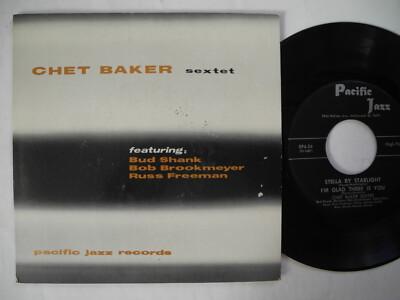 CHET BAKER sextet
featuring:
Bud Shank
Bob Brookmeyer
Russ Freeman
pacific jazz records
Pacific
Jazz
STELLA BY STARLIGHT
I'M GLAD THERE IS YOU
CHET BAKER SEXTET